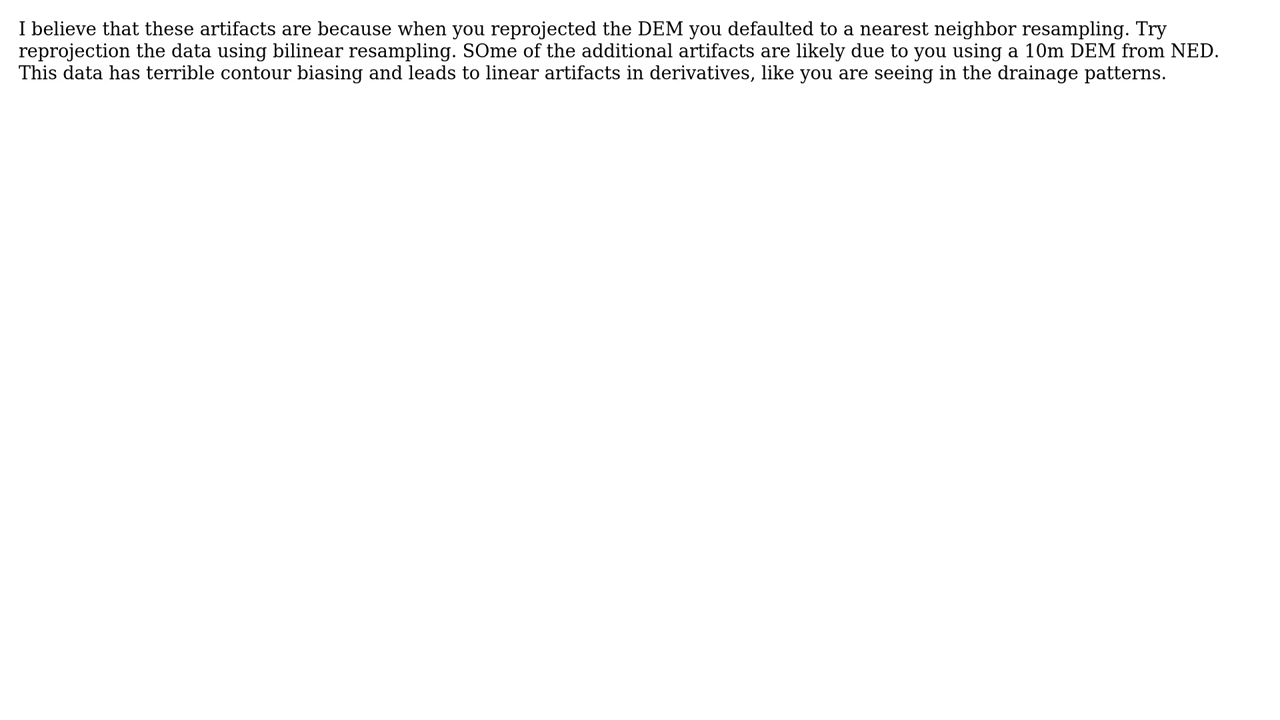 I believe that these artifacts are because when you reprojected the DEM you defaulted to a nearest neighbor resampling. Try
reprojection the data using bilinear resampling. SOme of the additional artifacts are likely due to you using a 10m DEM from NED.
This data has terrible contour biasing and leads to linear artifacts in derivatives, like you are seeing in the drainage patterns.